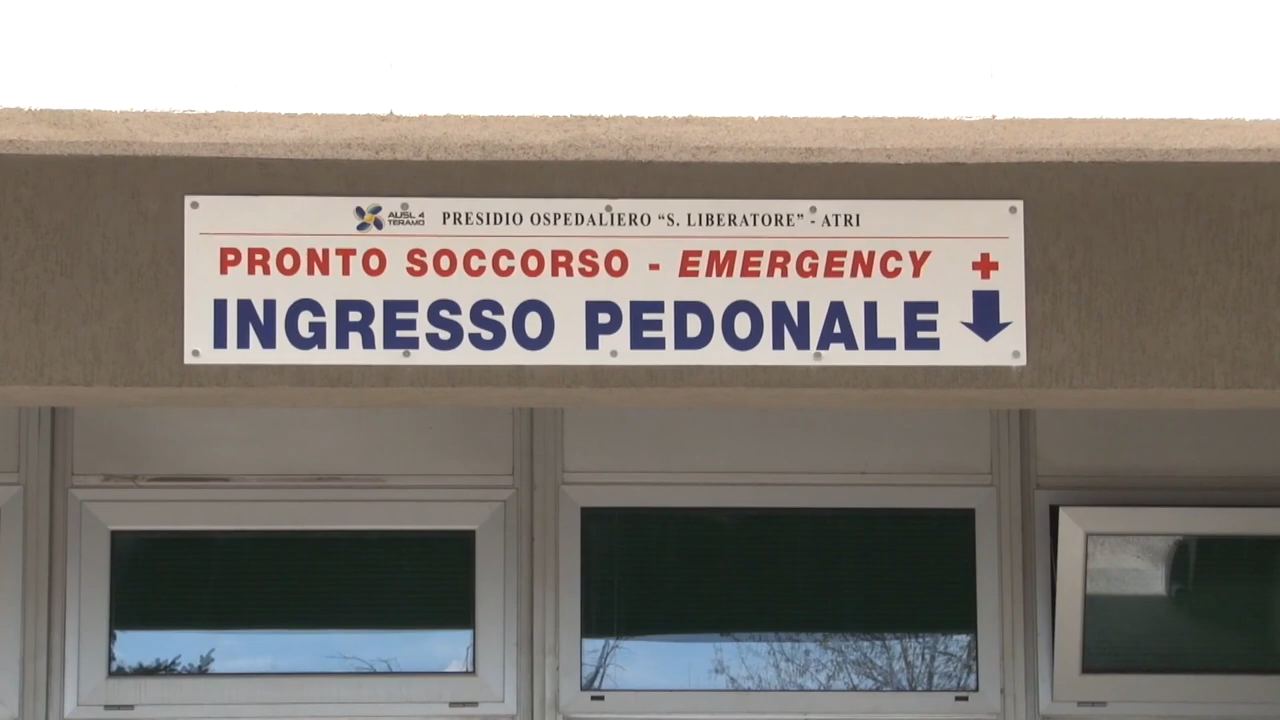 AUSL 4
TERAMO
PRESIDIO OSPEDALIERO “S. LIBERATORE” - ATRI
PRONTO SOCCORSO - EMERGENCY
INGRESSO PEDONALE